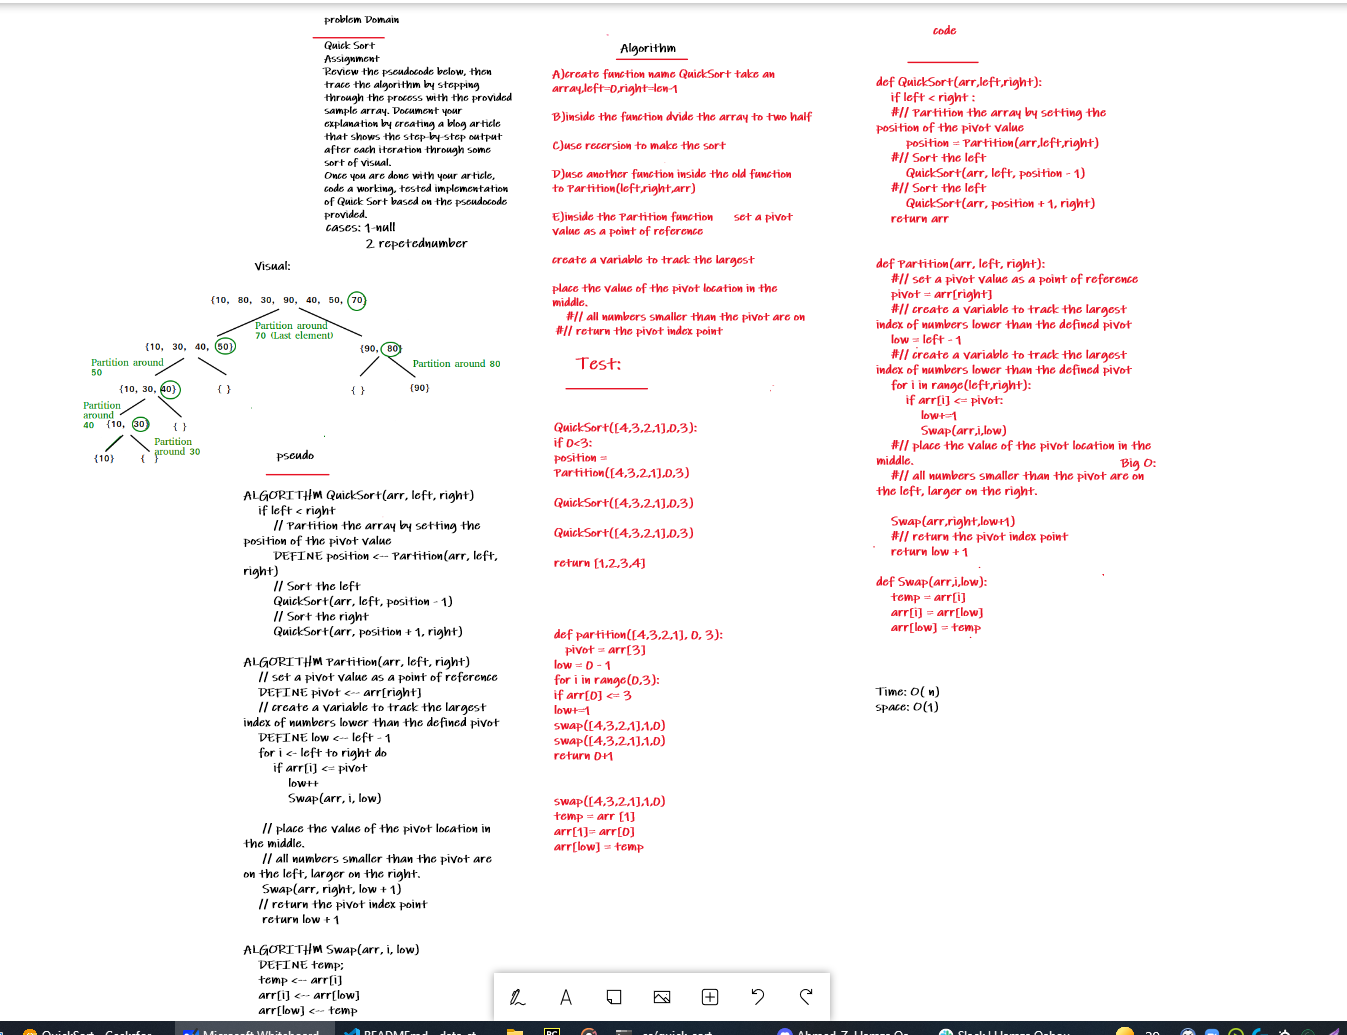 problem Domain
Quick Sort
Assignment
Review the pseudocode below, then
trace the algorithm by stepping
through the process with the provided
sample array. Document your
explanation by creating a blog article
that shows the step-by-step output
after each iteration through some
sort of visual.
Once you are done with your article,
code a working, tested implementation
of Quick Sort based on the pseudocode
provided.
cases: 1-null
2 repetednumber
Visual:
{10, 80, 30, 90, 40, 50, 70}
Partition around
70 (Last element)
{10, 30, 40, 50}
{90, 80}
Partition around
50
Partition around 80
{10, 30, 40}
{ }
{ }
{90}
Partition
around
40
{10, 30}
{ }
Partition
around 30
{10}
{ }
pseudo
ALGORITHM QuickSort(arr, left, right)
if left < right
// Partition the array by setting the
position of the pivot value
DEFINE position <-- Partition(arr, left,
right)
// Sort the left
QuickSort(arr, left, position - 1)
// Sort the right
QuickSort(arr, position + 1, right)
ALGORITHM Partition(arr, left, right)
// set a pivot value as a point of reference
DEFINE pivot <-- arr[right]
// create a variable to track the largest
index of numbers lower than the defined pivot
DEFINE low <-- left - 1
for i <- left to right do
if arr[i] <= pivot
low++
Swap(arr, i, low)
// place the value of the pivot location in
the middle.
// all numbers smaller than the pivot are
on the left, larger on the right.
Swap(arr, right, low + 1)
// return the pivot index point
return low + 1
ALGORITHM Swap(arr, i, low)
DEFINE temp;
temp <-- arr[i]
arr[i] <-- arr[low]
arr[low] <-- temp
Algorithm
A)create function name QuickSort take an
array,left=0,right=len-1
B)inside the function dvide the array to two half
C)use recersion to make the sort
D)use another function inside the old function
to Partition(left,right,arr)
E)inside the Partition function set a pivot
value as a point of reference
create a variable to track the largest
place the value of the pivot location in the
middle.
#// all numbers smaller than the pivot are on
#// return the pivot index point
Test:
QuickSort([4,3,2,1],0,3):
if 0<3:
position =
Partition([4,3,2,1],0,3)
QuickSort([4,3,2,1],0,3)
QuickSort([4,3,2,1],0,3)
return [1,2,3,4]
def partition([4,3,2,1], 0, 3):
pivot = arr[3]
low = 0 - 1
for i in range(0,3):
if arr[0] <= 3
low+=1
swap([4,3,2,1],1,0)
swap([4,3,2,1],1,0)
return 0+1
swap([4,3,2,1],1,0)
temp = arr [1]
arr[1]= arr[0]
arr[low] = temp
code
def QuickSort(arr,left,right):
if left < right :
#// Partition the array by setting the
position of the pivot value
position = Partition(arr,left,right)
#// Sort the left
QuickSort(arr, left, position - 1)
#// Sort the left
QuickSort(arr, position + 1, right)
return arr
def Partition(arr, left, right):
#// set a pivot value as a point of reference
pivot = arr[right]
#// create a variable to track the largest
index of numbers lower than the defined pivot
low = left - 1
#// create a variable to track the largest
index of numbers lower than the defined pivot
for i in range(left,right):
if arr[i] <= pivot:
low+=1
Swap(arr,i,low)
#// place the value of the pivot location in the
middle.
Big O:
#// all numbers smaller than the pivot are on
the left, larger on the right.
Swap(arr,right,low+1)
#// return the pivot index point
return low + 1
def Swap(arr,i,low):
temp = arr[i]
arr[i] = arr[low]
arr[low] = temp
Time: O( n)
space: O(1)